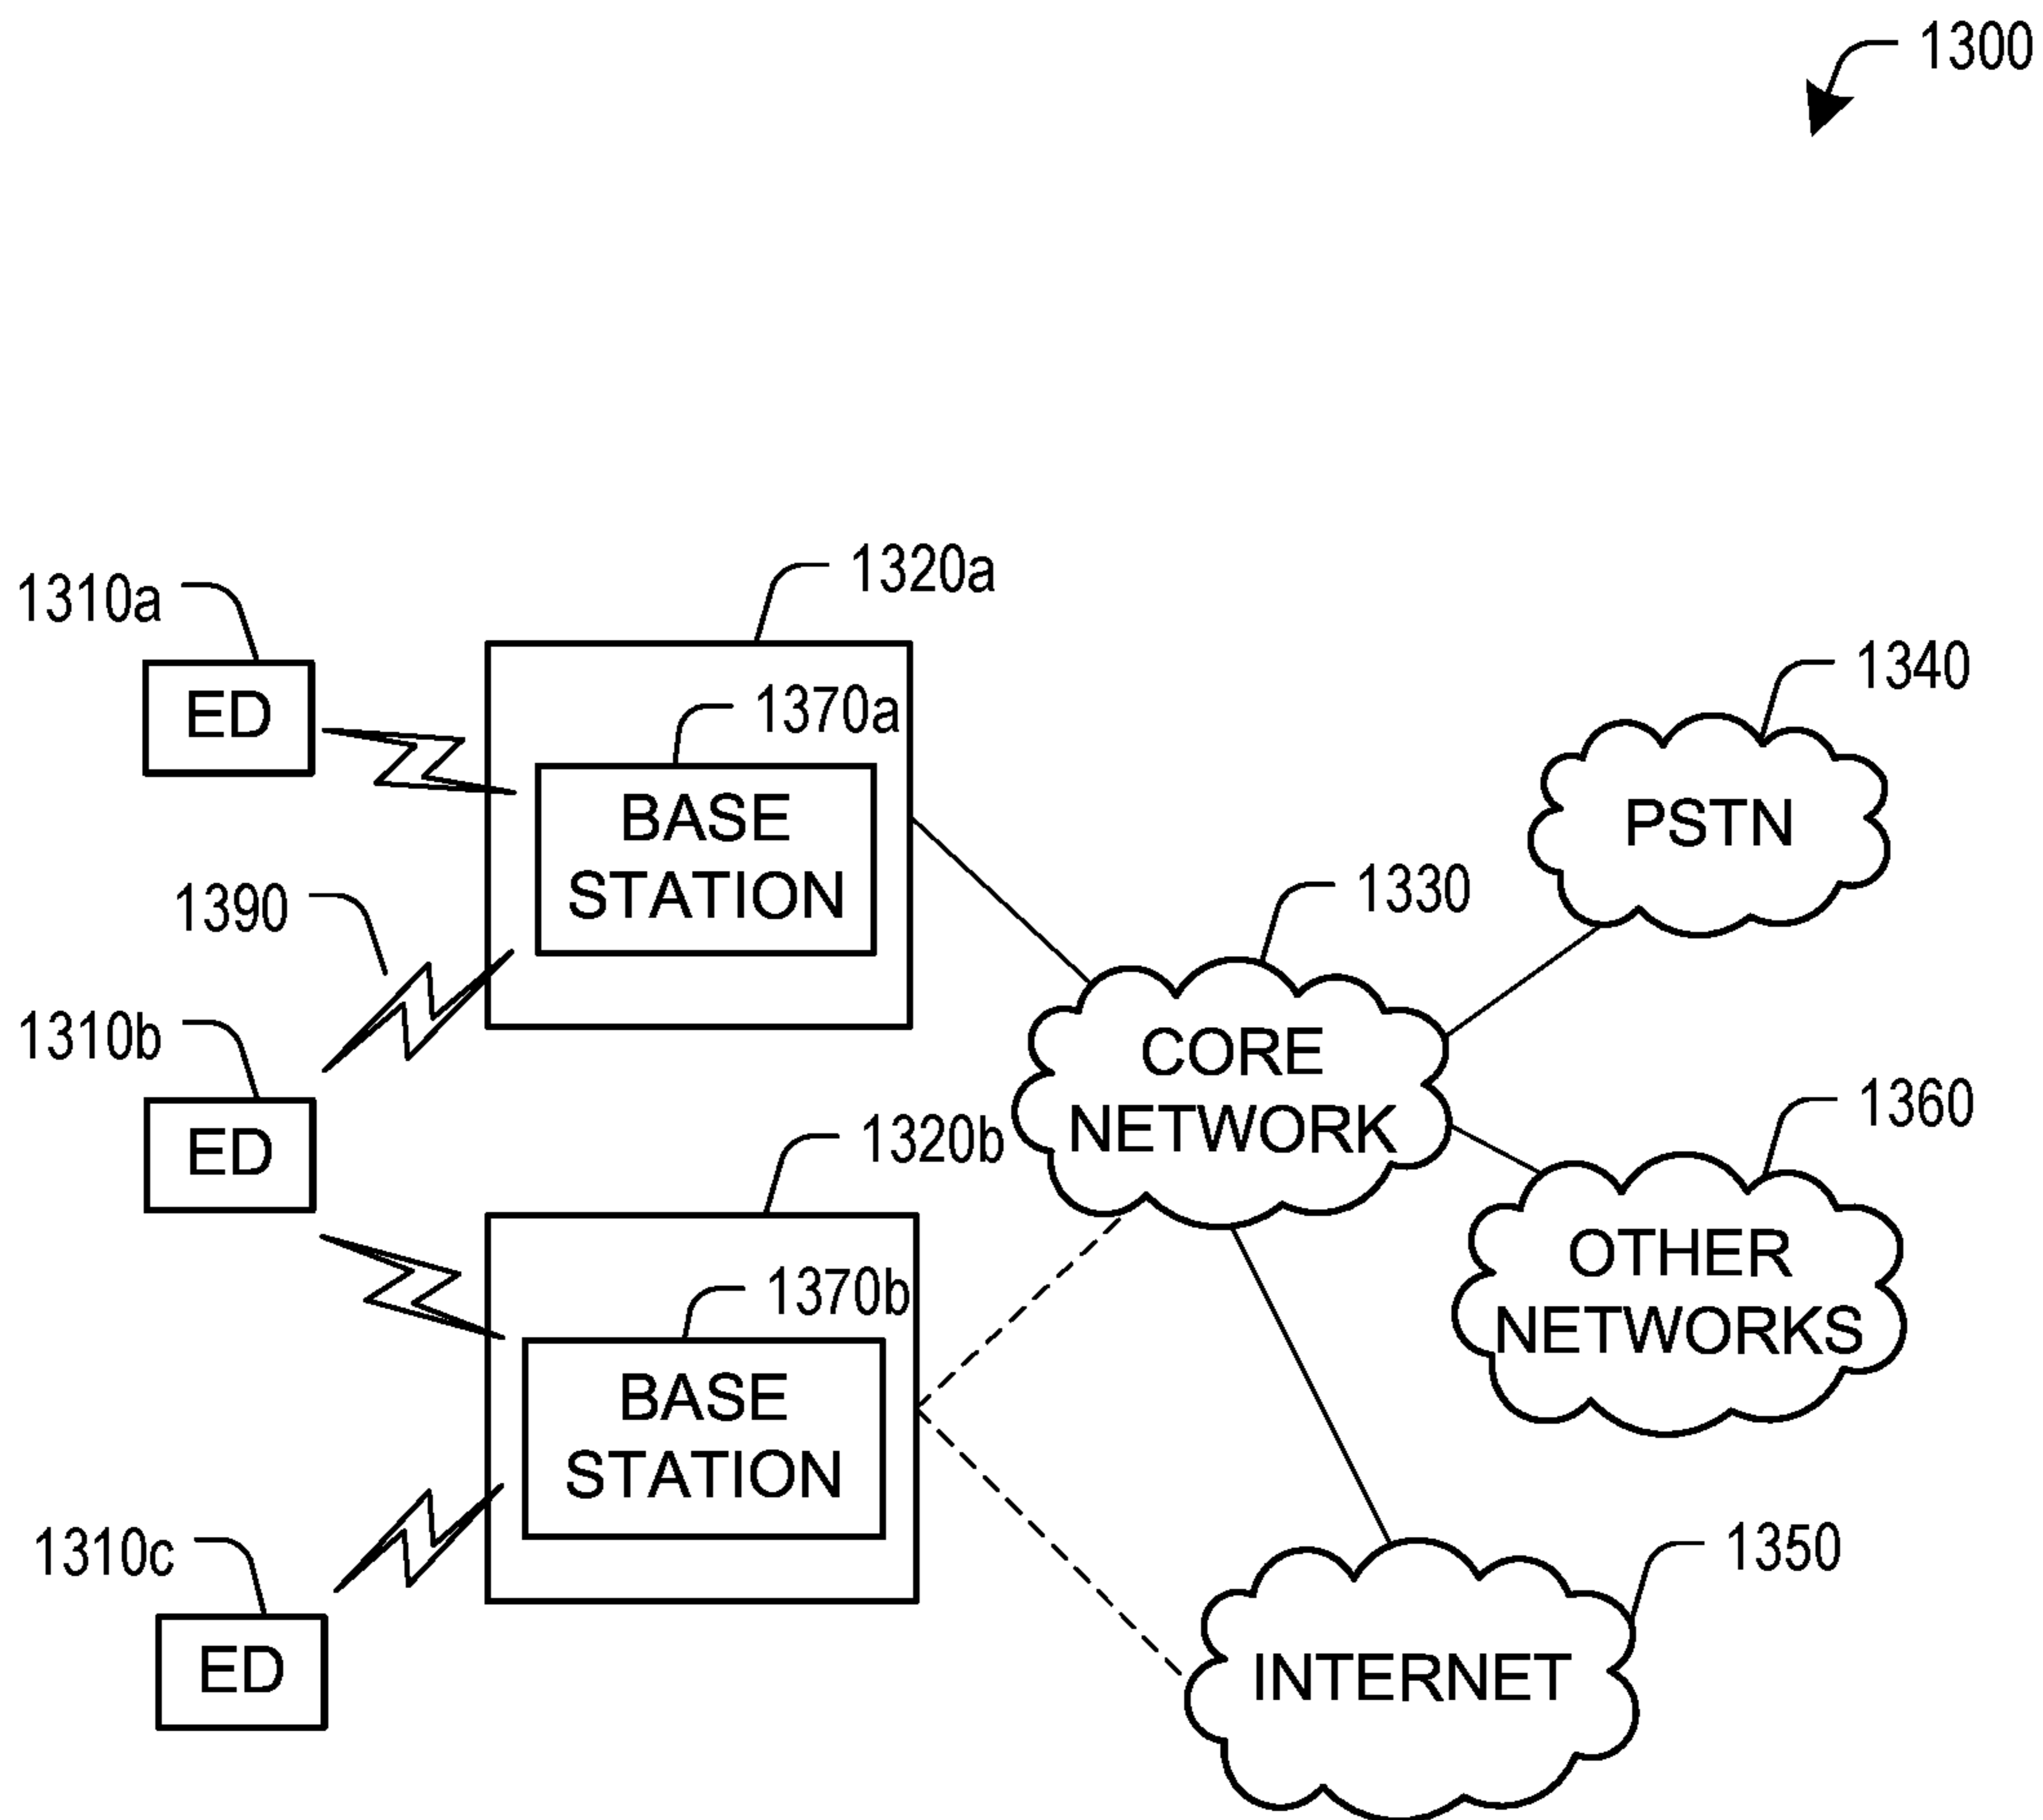 1300
1320a
1310a
ED
1370a
BASE
STATION
1340
PSTN
1390
1330
CORE
NETWORK
1310b
ED
1320b
1360
OTHER
NETWORKS
1370b
BASE
STATION
1310c
ED
1350
INTERNET